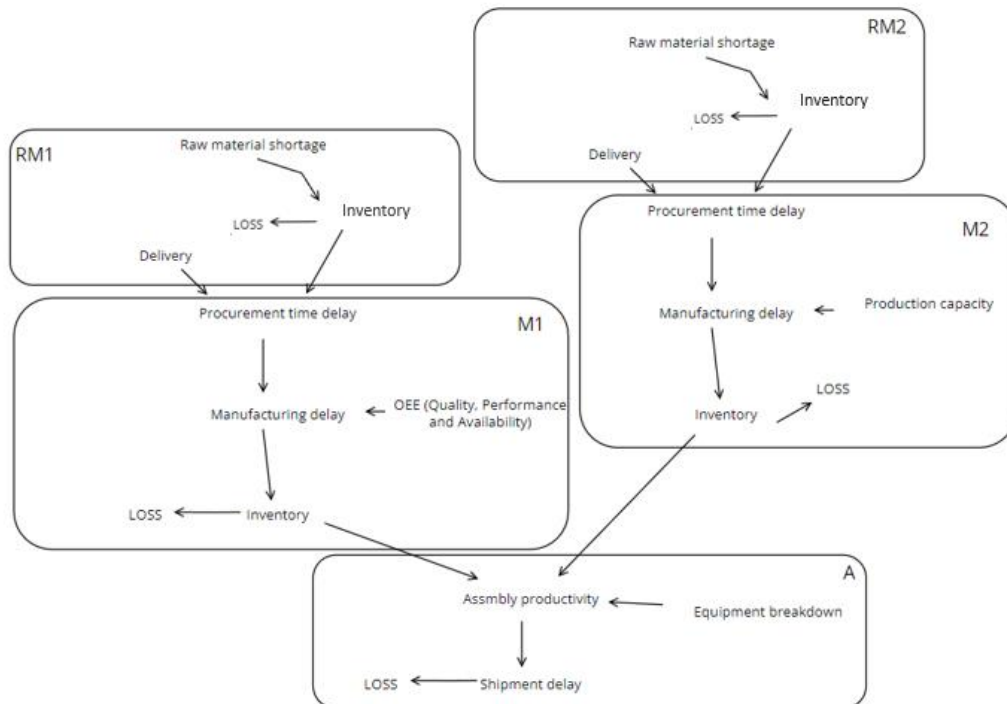 RM2
Raw material shortage
Inventory
LOSS
Delivery
RM1
Raw material shortage
Inventory
LOSS
Delivery
Procurement time delay
M2
Manufacturing delay
Production capacity
LOSS
Inventory
Procurement time delay
M1
Manufacturing delay
OEE (Quality, Performance
and Availability)
LOSS
Inventory
A
Assmbly productivity
Equipment breakdown
LOSS
Shipment delay